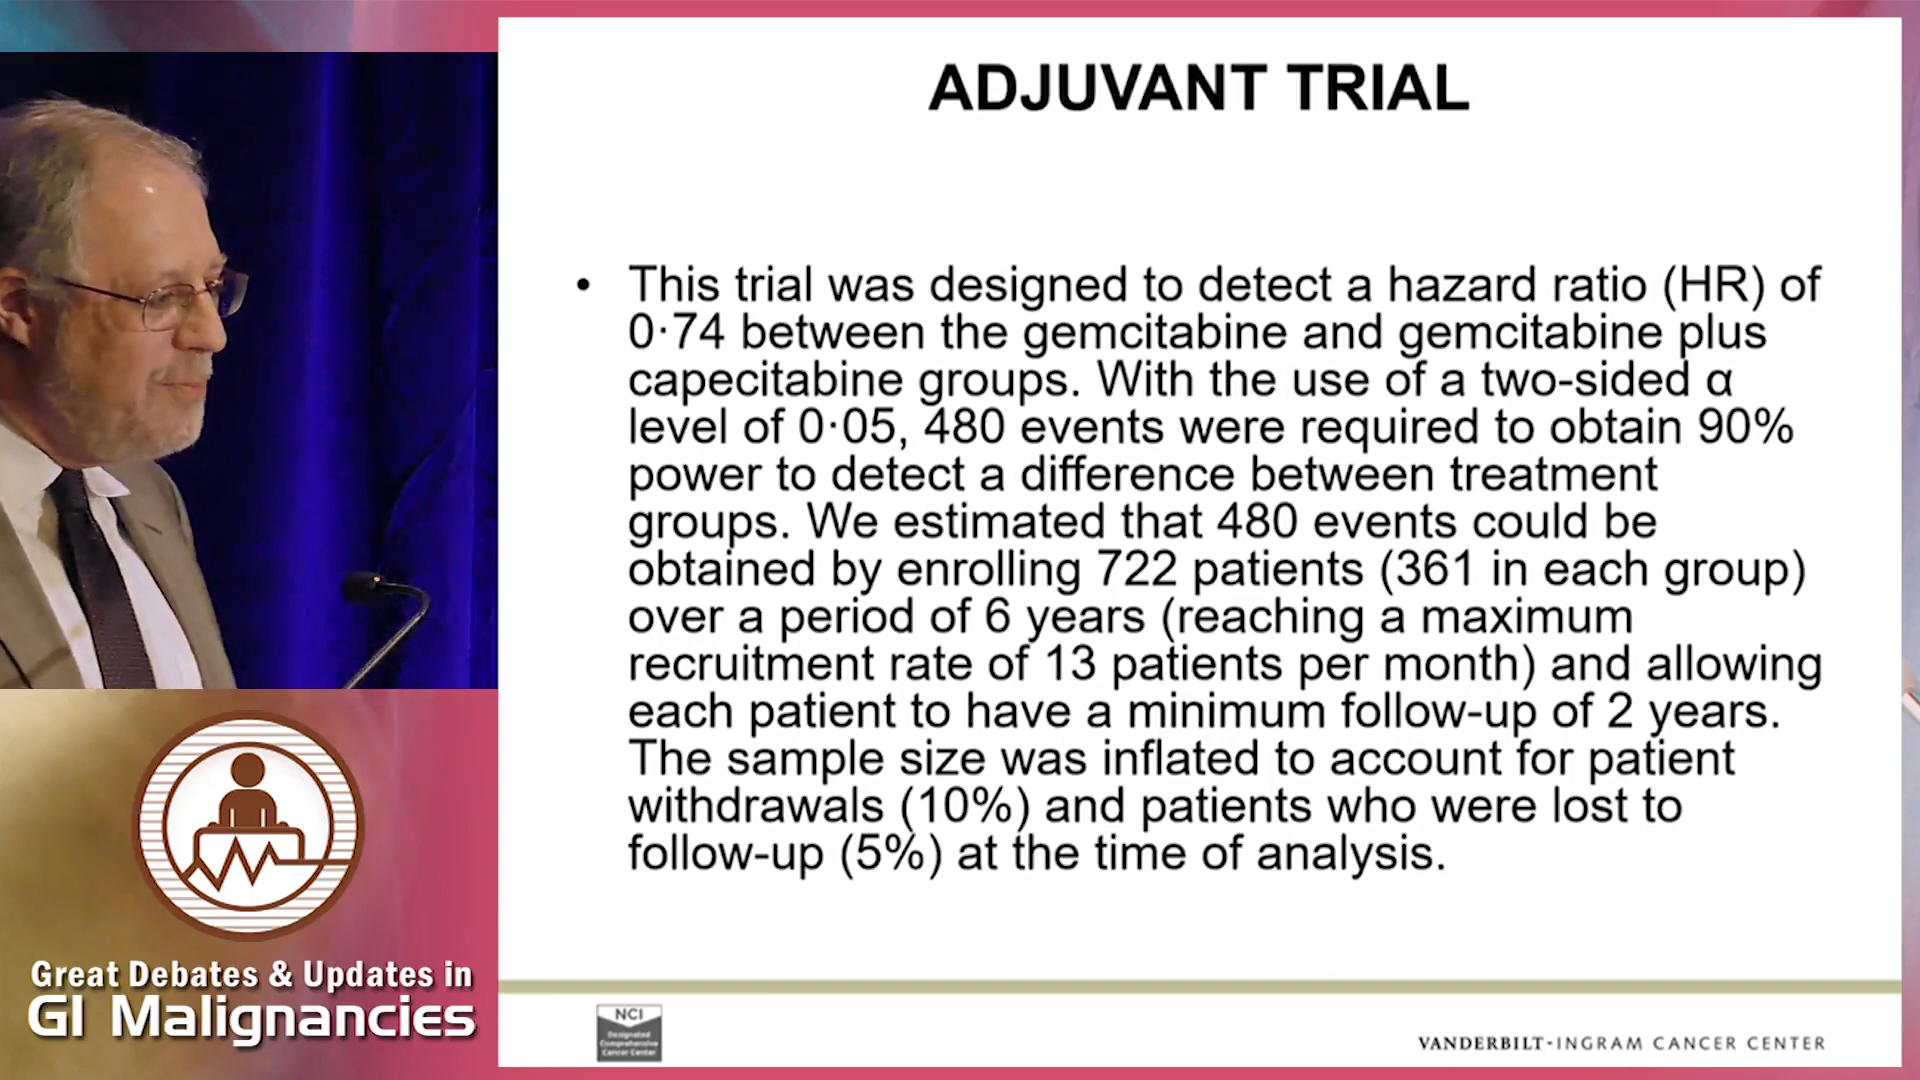 ADJUVANT TRIAL
• This trial was designed to detect a hazard ratio (HR) of
0·74 between the gemcitabine and gemcitabine plus
capecitabine groups. With the use of a two-sided α
level of 0·05, 480 events were required to obtain 90%
power to detect a difference between treatment
groups. We estimated that 480 events could be
obtained by enrolling 722 patients (361 in each group)
over a period of 6 years (reaching a maximum
recruitment rate of 13 patients per month) and allowing
each patient to have a minimum follow-up of 2 years.
The sample size was inflated to account for patient
withdrawals (10%) and patients who were lost to
follow-up (5%) at the time of analysis.
Great Debates & Updates in
GI Malignancies
NCI
Designated
Comprehensive
Cancer Center
VANDERBILT-INGRAM CANCER CENTER